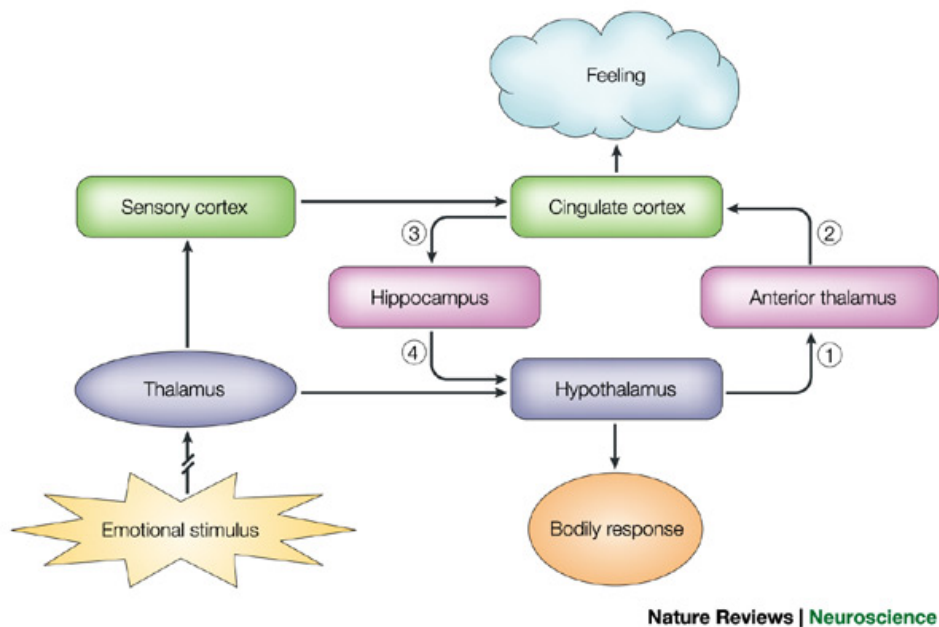 Feeling
Sensory cortex
Cingulate cortex
③
②
Hippocampus
Anterior thalamus
④
①
Thalamus
Hypothalamus
Emotional stimulus
Bodily response
Nature Reviews | Neuroscience